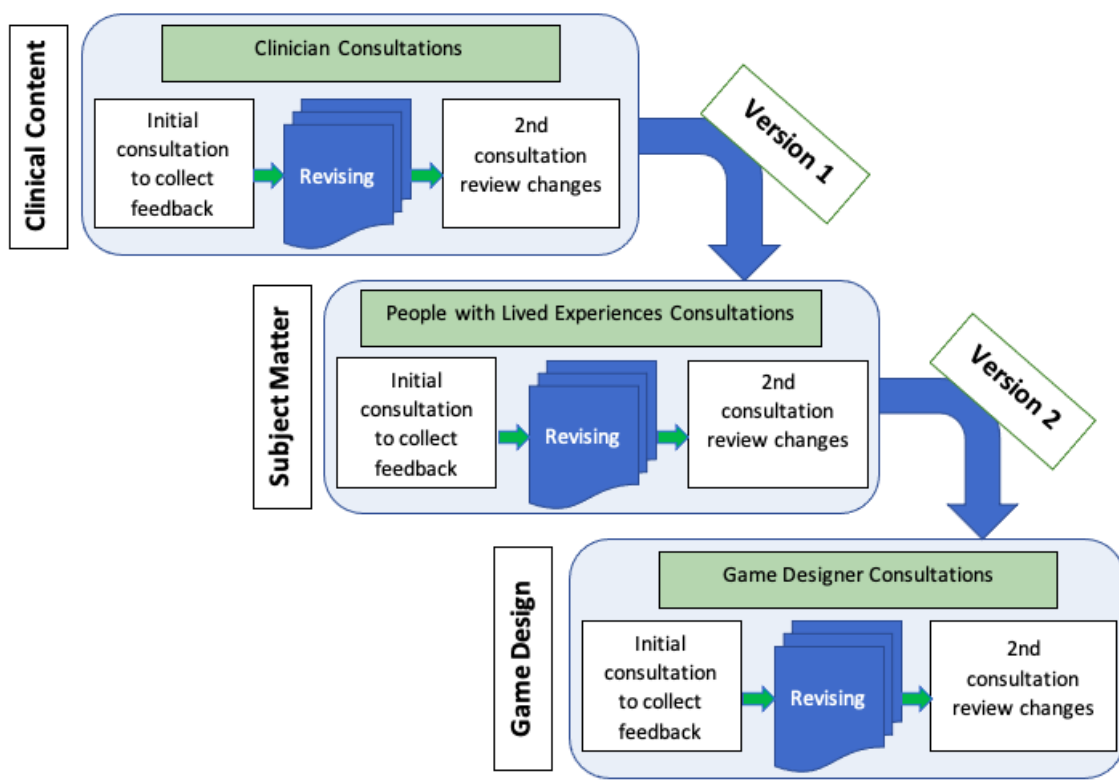 Clinical Content
Clinician Consultations
Initial
consultation
to collect
feedback
Revising
2nd
consultation
review changes
Version 1
Subject Matter
People with Lived Experiences Consultations
Initial
consultation
to collect
feedback
Revising
2nd
consultation
review changes
Version 2
Game Design
Game Designer Consultations
Initial
consultation
to collect
feedback
Revising
2nd
consultation
review changes